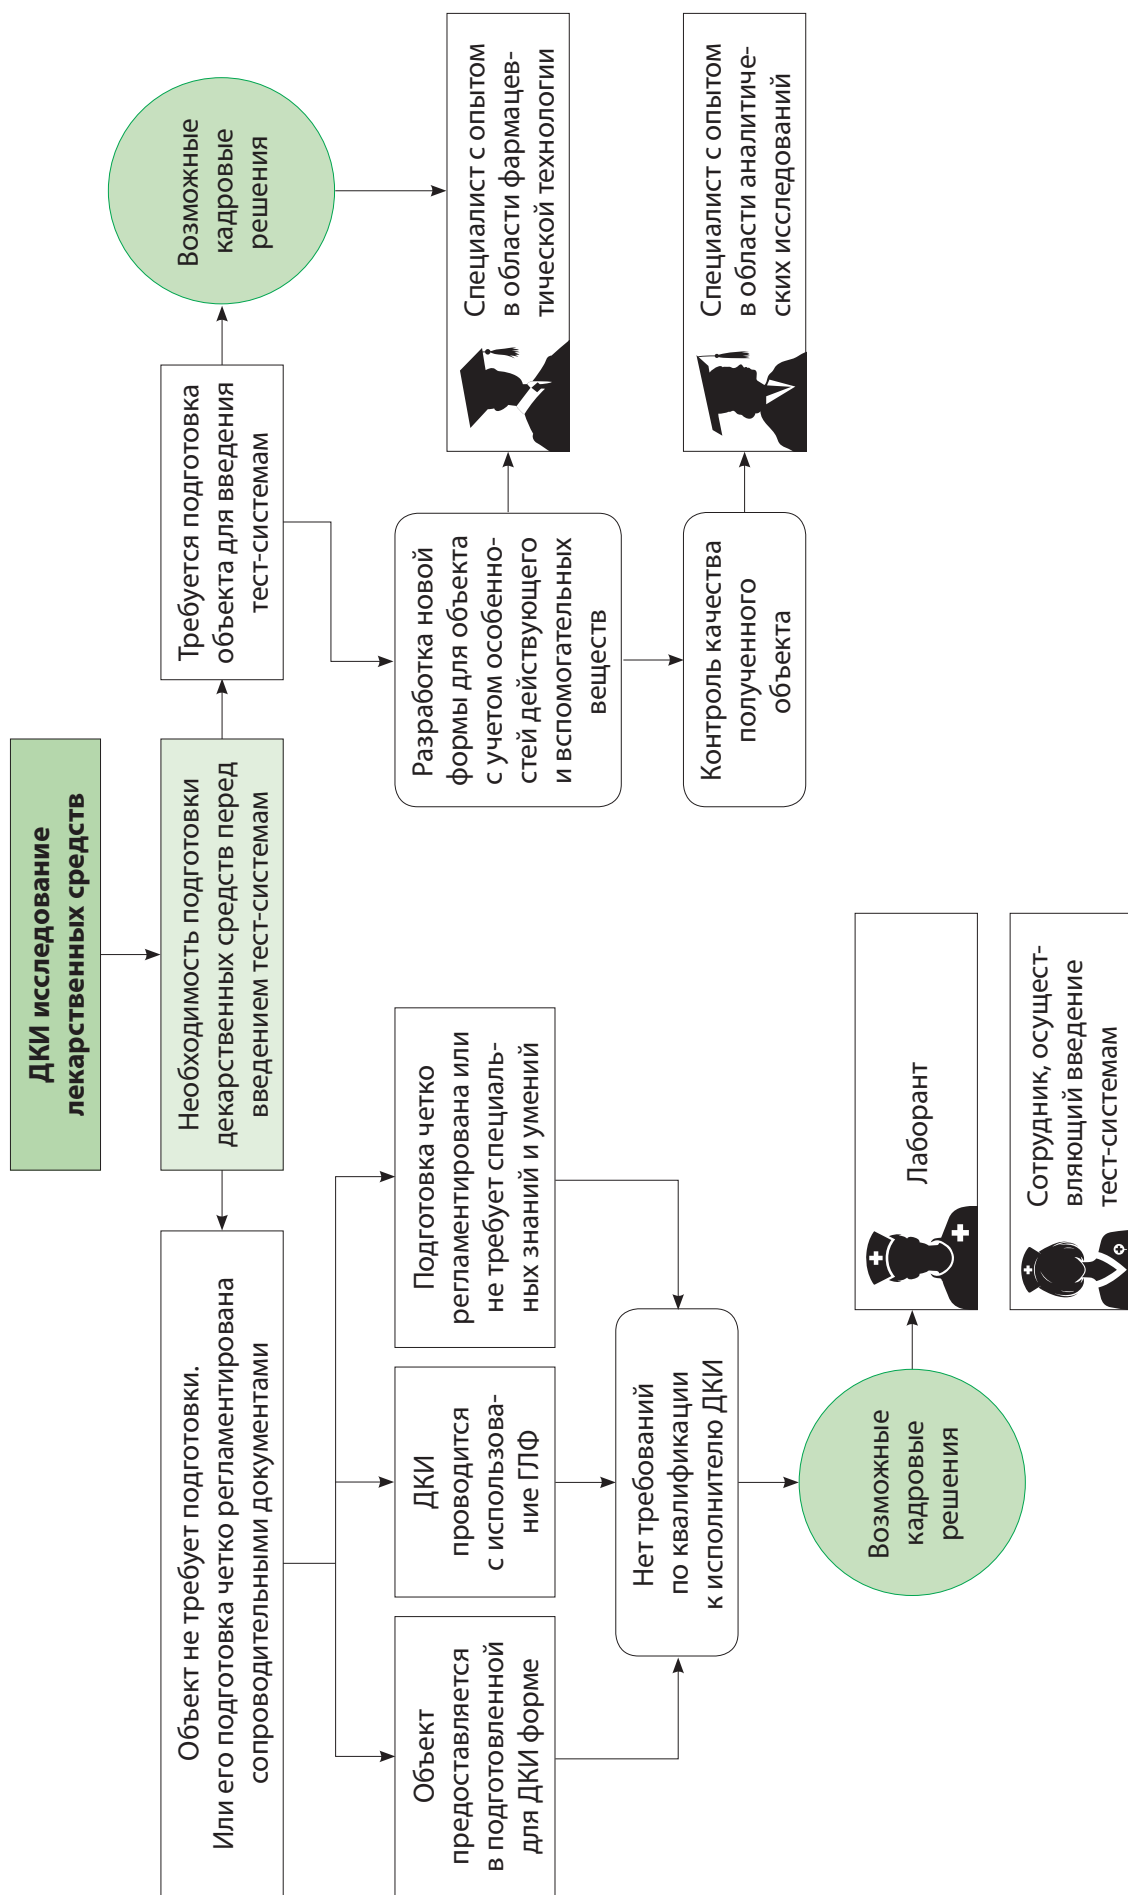 ДКИ исследование
лекарственных средств
Необходимость подготовки
декарственных средств перед
введением тест-системам
Объект не требует подготовки.
Или его подготовка четко регламентирована
сопроводительными документами
Требуется подготовка
объекта для введения
тест-системам
Возможные
кадровые
решения
Объект
предоставляется
в подготовленной
для ДКИ форме
ДКИ
проводится
с использова-
ние ГЛФ
Подготовка четко
регламентирована или
не требует специаль-
ных знаний и умений
Разработка новой
формы для объекта
с учетом особенно-
стей действующего
и вспомогательных
веществ
Специалист с опытом
в области фармацев-
тической технологии
Нет требований
по квалификации
к исполнителю ДКИ
Контроль качества
полученного
объекта
Специалист с опытом
в области аналитиче-
ских исследований
Возможные
кадровые
решения
Лаборант
Сотрудник, осущест-
вляющий введение
тест-системам